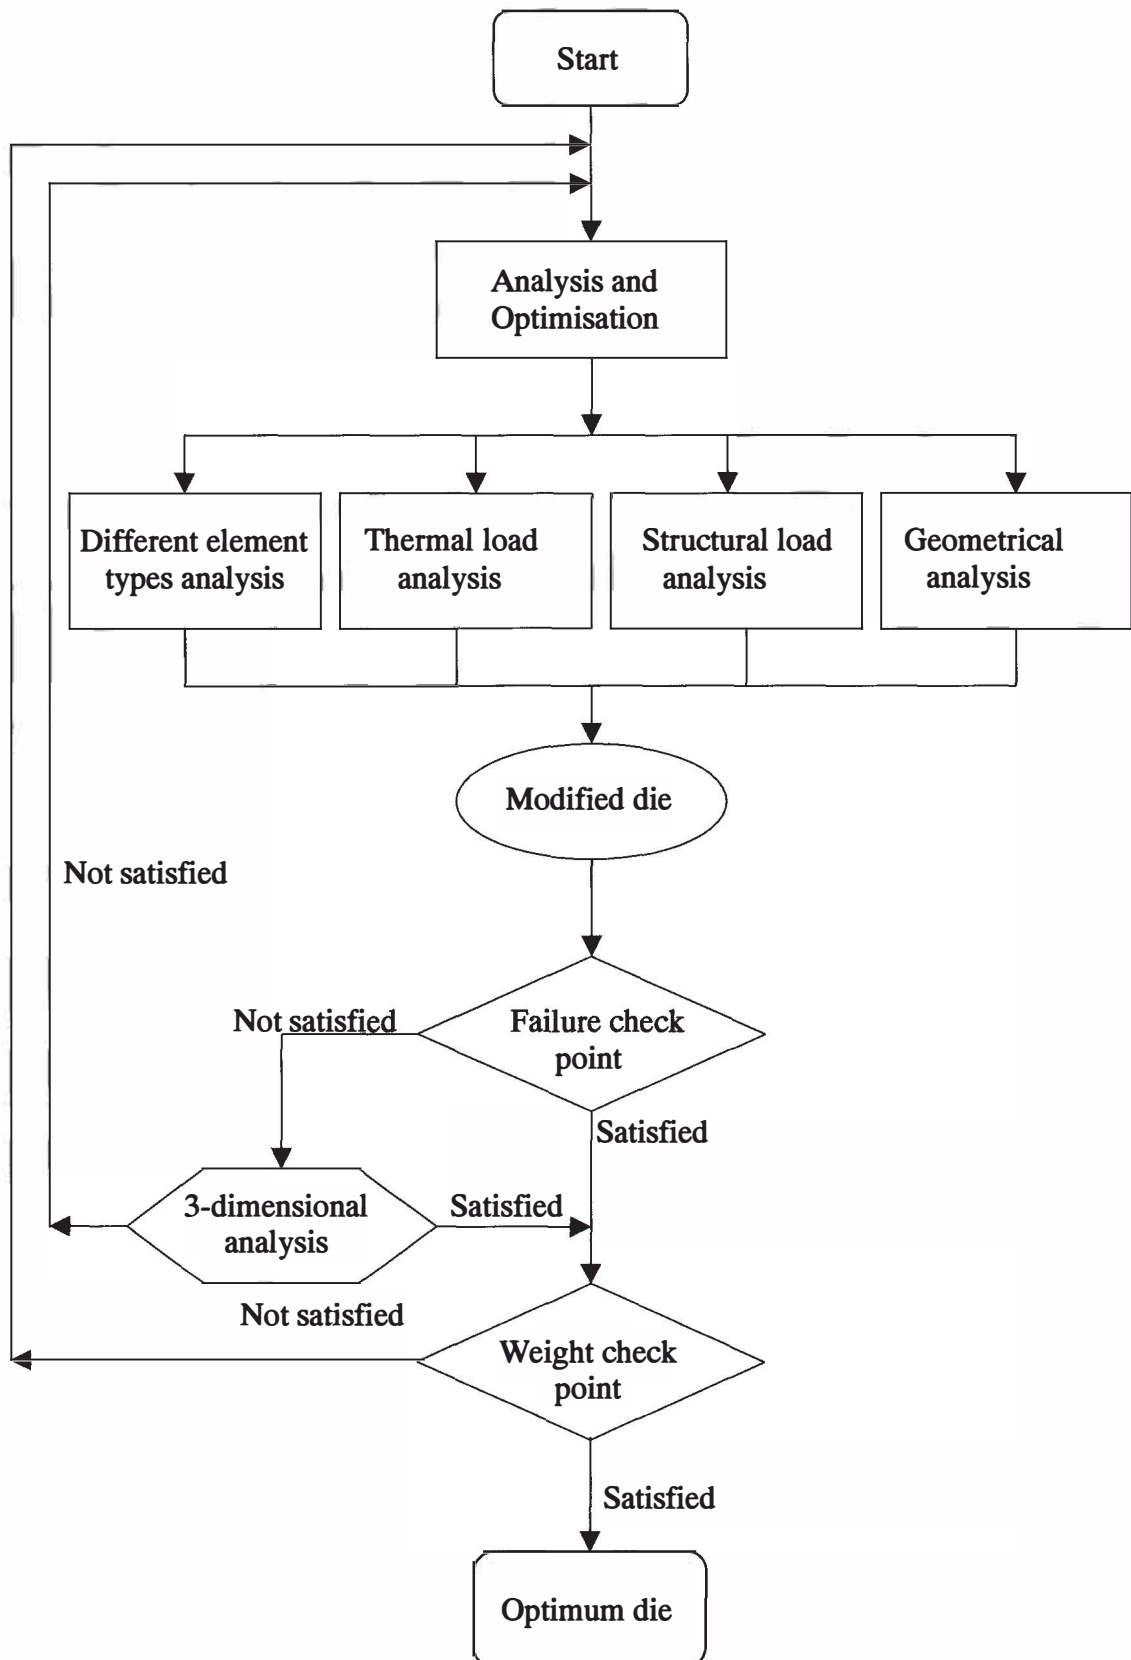 Start
Analysis and
Optimisation
Different element
types analysis
Thermal load
analysis
Structural load
analysis
Geometrical
analysis
Modified die
Not satisfied
Failure check
point
Not satisfied
Satisfied
3-dimensional
analysis
Satisfied
Not satisfied
Weight check
point
Satisfied
Optimum die